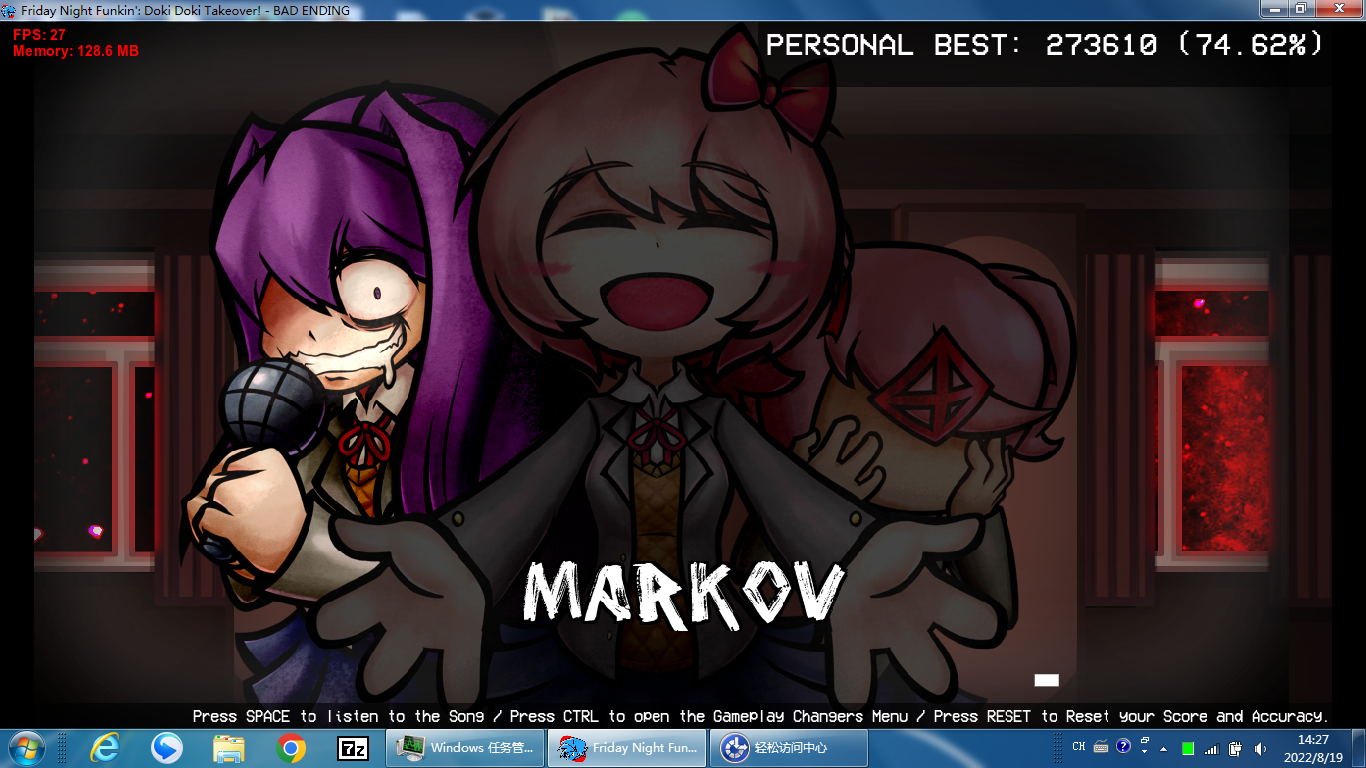 Friday Night Funkin': Doki Doki Takeover! - BAD ENDING
FPS: 27
Memory: 128.6 MB
PERSONAL BEST: 273610 (74.62%)
MARKOV
Press SPACE to listen to the Song / Press CTRL to open the Gameplay Changers Menu / Press RESET to Reset your Score and Accuracy.
7z
Windows 任务管...
Friday Night Fun...
轻松访问中心
CH
14:27
2022/8/19